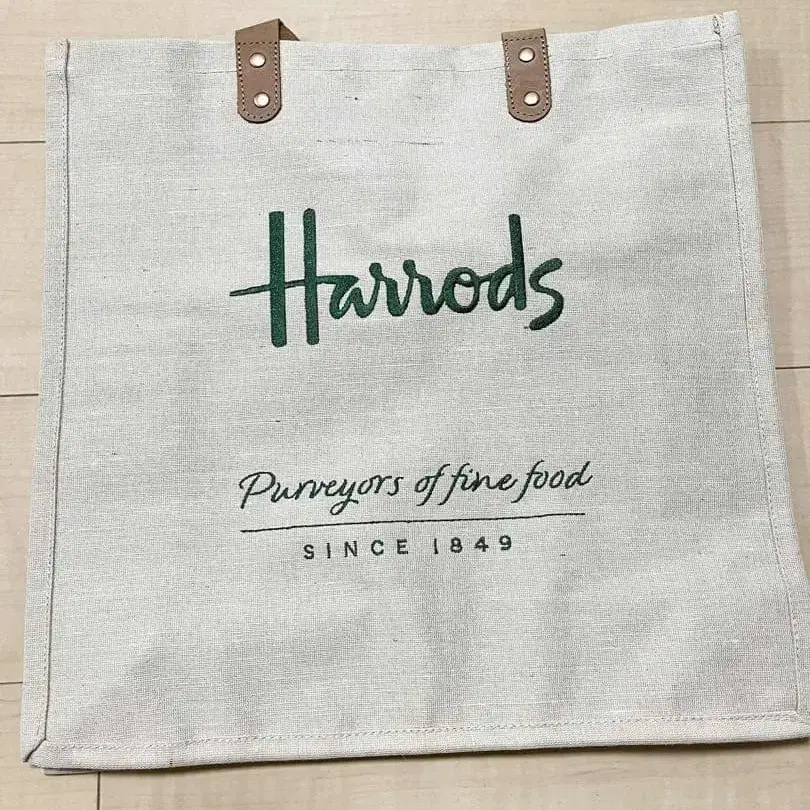 Harrods
Purveyors of fine food
SINCE 1849